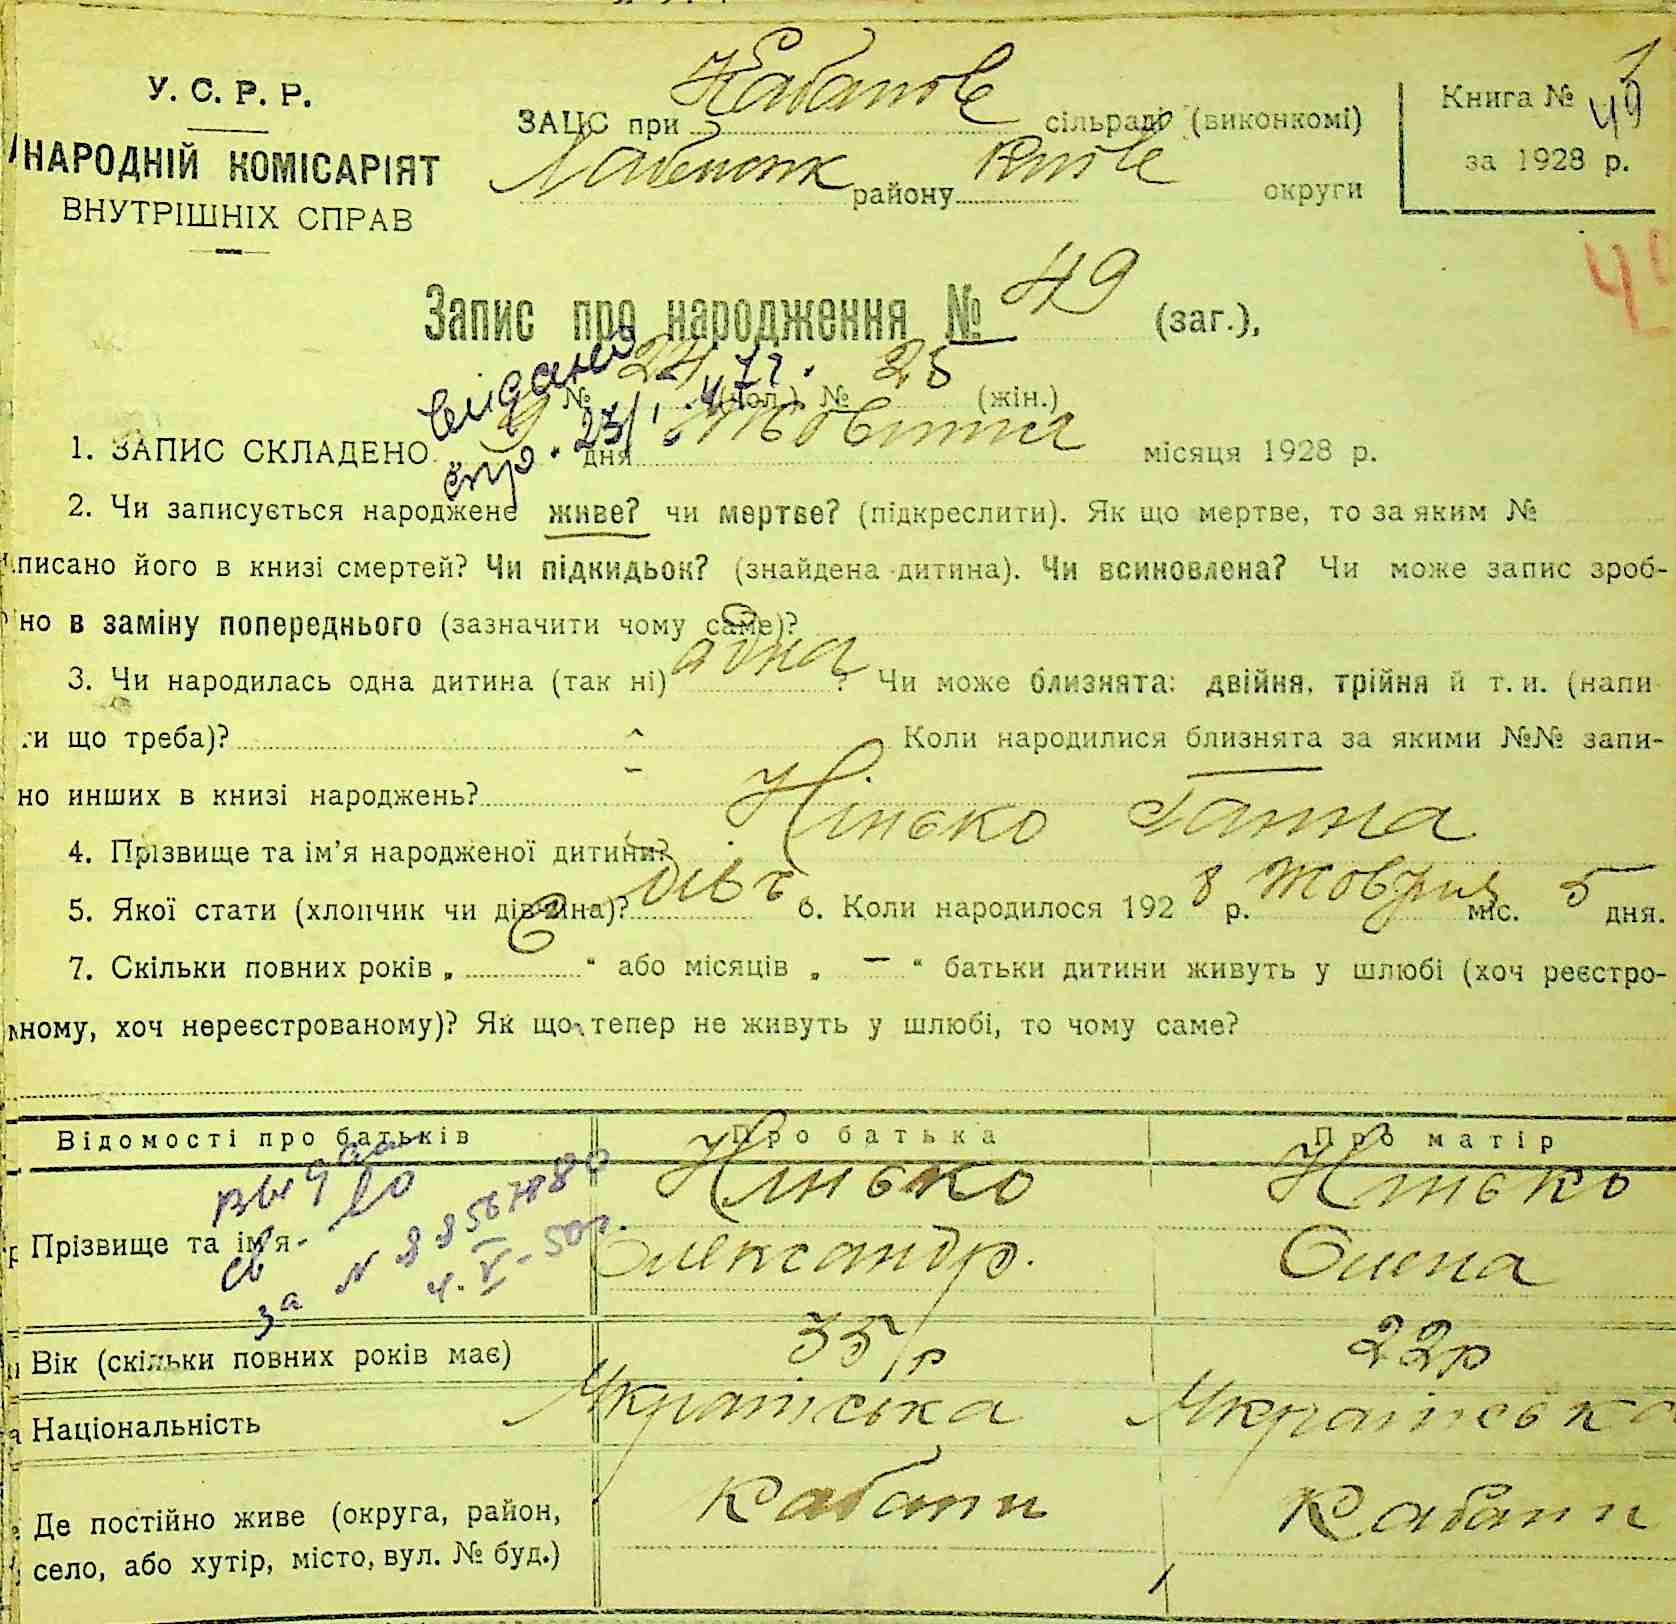 У. С. Р. Р.
НАРОДНІЙ КОМІСАРІЯТ
ВНУТРІШНІХ СПРАВ
ЗАЦС при Кабанов сільраді (виконкомі)
району Київ округи
Книга № 49
за 1928 р.
Запис про народження № 49 (заг.),
№ 24 (чол.) № 25 (жін.)
1. ЗАПИС СКЛАДЕНО 9 дня Жовтня місяця 1928 р.
2. Чи записується народжене живе? чи мертве? (підкреслити). Як що мертве, то за яким №
писано його в книзі смертей? Чи підкидьок? (знайдена дитина). Чи всиновлена? Чи може запис зроб-
но в заміну попереднього (зазначити чому саме)?
3. Чи народилась одна дитина (так ні) одна ? Чи може близнята: двійня, трійня й т. и. (напи
ти що треба)? - Коли народилися близнята за якими №№ запи-
но инших в книзі народжень? -
4. Прізвище та ім'я народженої дитини? Нінько Ганна
5. Якої стати (хлопчик чи дівчина)? дівч 6. Коли народилося 1928 р. Жовтня міс. 5 дня.
7. Скільки повних років „ 6 “ або місяців „ — “ батьки дитини живуть у шлюбі (хоч реєстро-
ному, хоч нереєстрованому)? Як що тепер не живуть у шлюбі, то чому саме?
Відомості про батьків Про батька Про матір
Прізвище та ім'я Нінько Нінько
Олександр. Олена
Вік (скільки повних років має) 35 р 22р
Національність Українська Українська
Де постійно живе (округа, район, Кабани Кабани
село, або хутір, місто, вул. № буд.)